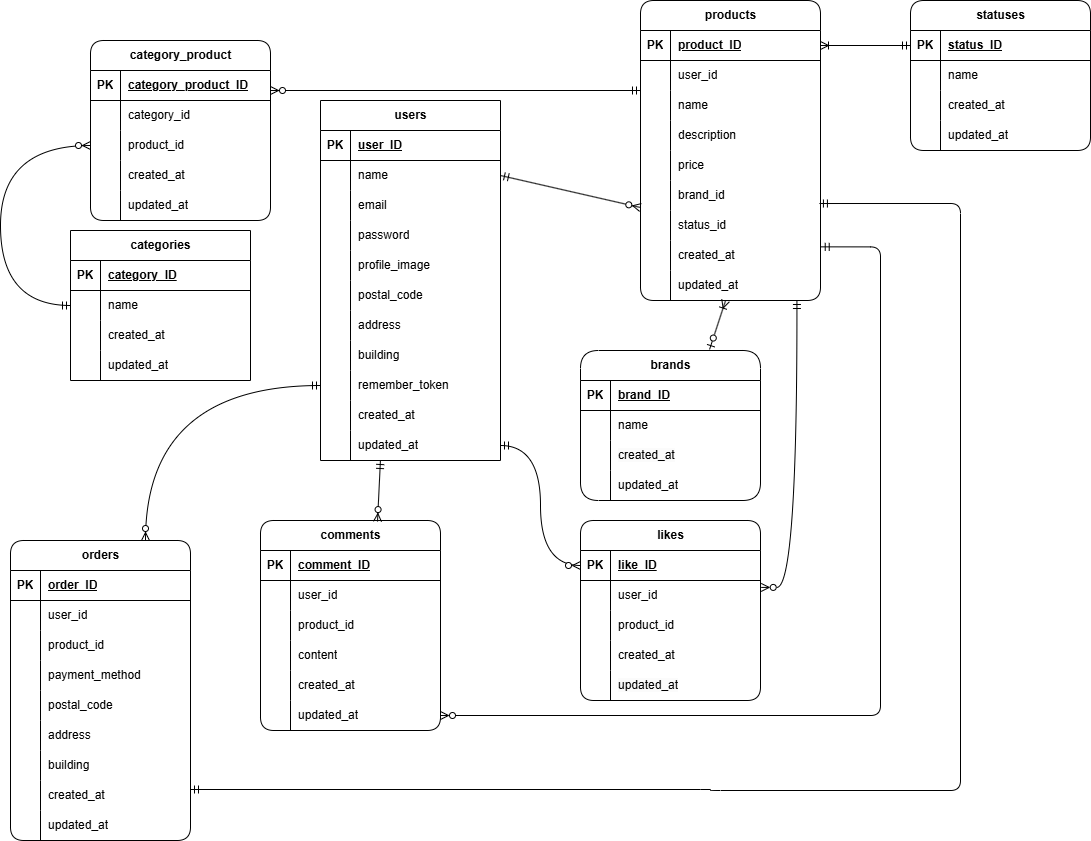 products
PK product_ID
user_id
name
description
price
brand_id
status_id
created_at
updated_at
statuses
PK status_ID
name
created_at
updated_at
category_product
PK category_product_ID
category_id
product_id
created_at
updated_at
users
PK user_ID
name
email
password
profile_image
postal_code
address
building
remember_token
created_at
updated_at
categories
PK category_ID
name
created_at
updated_at
brands
PK brand_ID
name
created_at
updated_at
orders
PK order_ID
user_id
product_id
payment_method
postal_code
address
building
created_at
updated_at
comments
PK comment_ID
user_id
product_id
content
created_at
updated_at
likes
PK like_ID
user_id
product_id
created_at
updated_at